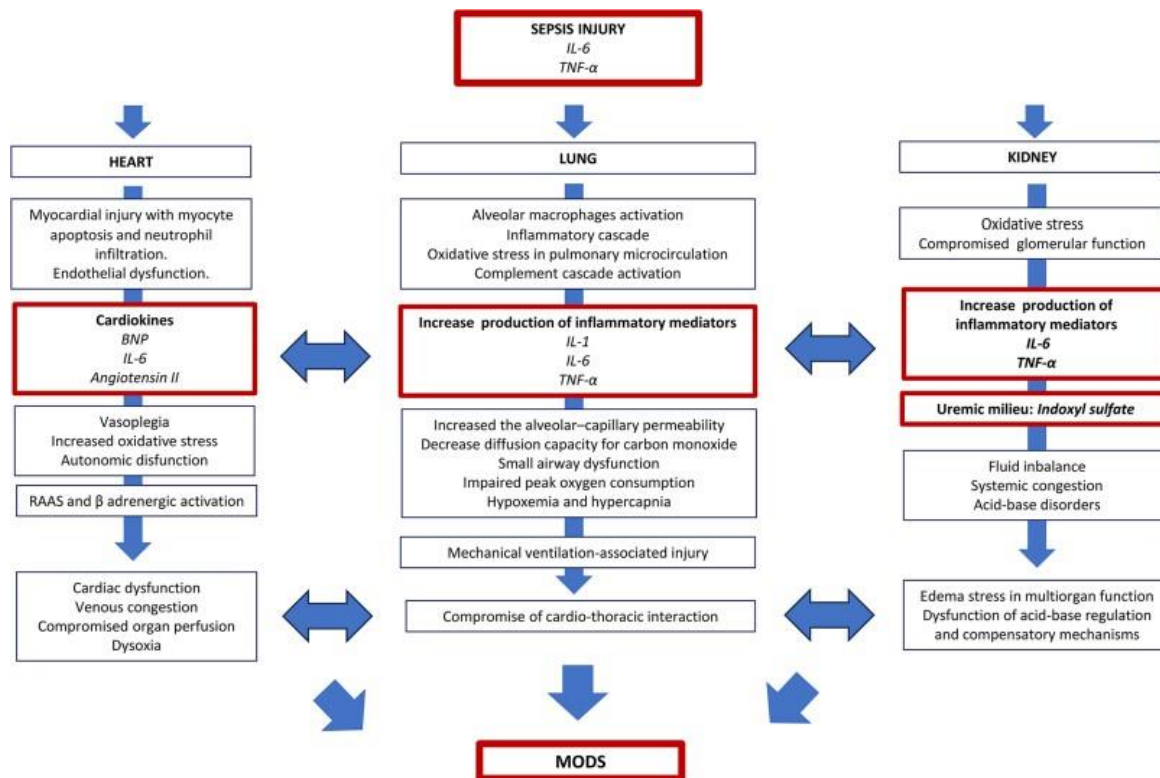 SEPSIS INJURY
IL-6
TNF-α
HEART
Myocardial injury with myocyte
apoptosis and neutrophil
infiltration.
Endothelial dysfunction.
Cardiokines
BNP
IL-6
Angiotensin II
Vasoplegia
Increased oxidative stress
Autonomic disfunction
RAAS and β adrenergic activation
Cardiac dysfunction
Venous congestion
Compromised organ perfusion
Dysoxia
LUNG
Alveolar macrophages activation
Inflammatory cascade
Oxidative stress in pulmonary microcirculation
Complement cascade activation
Increase production of inflammatory mediators
IL-1
IL-6
TNF-α
Increased the alveolar–capillary permeability
Decrease diffusion capacity for carbon monoxide
Small airway dysfunction
Impaired peak oxygen consumption
Hypoxemia and hypercapnia
Mechanical ventilation-associated injury
Compromise of cardio-thoracic interaction
KIDNEY
Oxidative stress
Compromised glomerular function
Increase production of
inflammatory mediators
IL-6
TNF-α
Uremic milieu: Indoxyl sulfate
Fluid inbalance
Systemic congestion
Acid-base disorders
Edema stress in multiorgan function
Dysfunction of acid-base regulation
and compensatory mechanisms
MODS